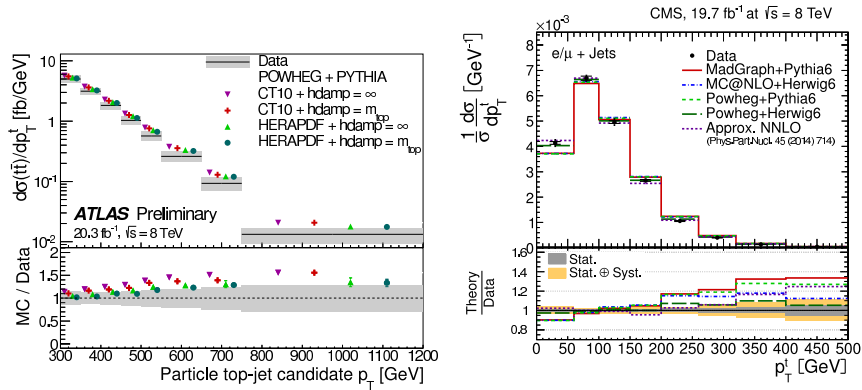 dσ(tt̄)/dp_T^t [fb/GeV]
10
1
10⁻¹
10⁻²
Data
POWHEG + PYTHIA
CT10 + hdamp = ∞
CT10 + hdamp = m_top
HERAPDF + hdamp = ∞
HERAPDF + hdamp = m_top
ATLAS Preliminary
20.3 fb⁻¹, √s = 8 TeV
MC / Data
2
1.5
1
0.5
0
300 400 500 600 700 800 900 1000 1100 1200
Particle top-jet candidate p_T [GeV]
CMS, 19.7 fb⁻¹ at √s = 8 TeV
×10⁻³
e/μ + Jets
1/σ dσ/dp_T^t [GeV⁻¹]
8
7
6
5
4
3
2
1
Data
MadGraph+Pythia6
MC@NLO+Herwig6
Powheg+Pythia6
Powheg+Herwig6
Approx. NNLO
(Phys.Part.Nucl. 45 (2014) 714)
Theory/Data
1.6
1.4
1.2
1
0.8
Stat.
Stat. ⊕ Syst.
0 50 100 150 200 250 300 350 400 450 500
p_T^t [GeV]